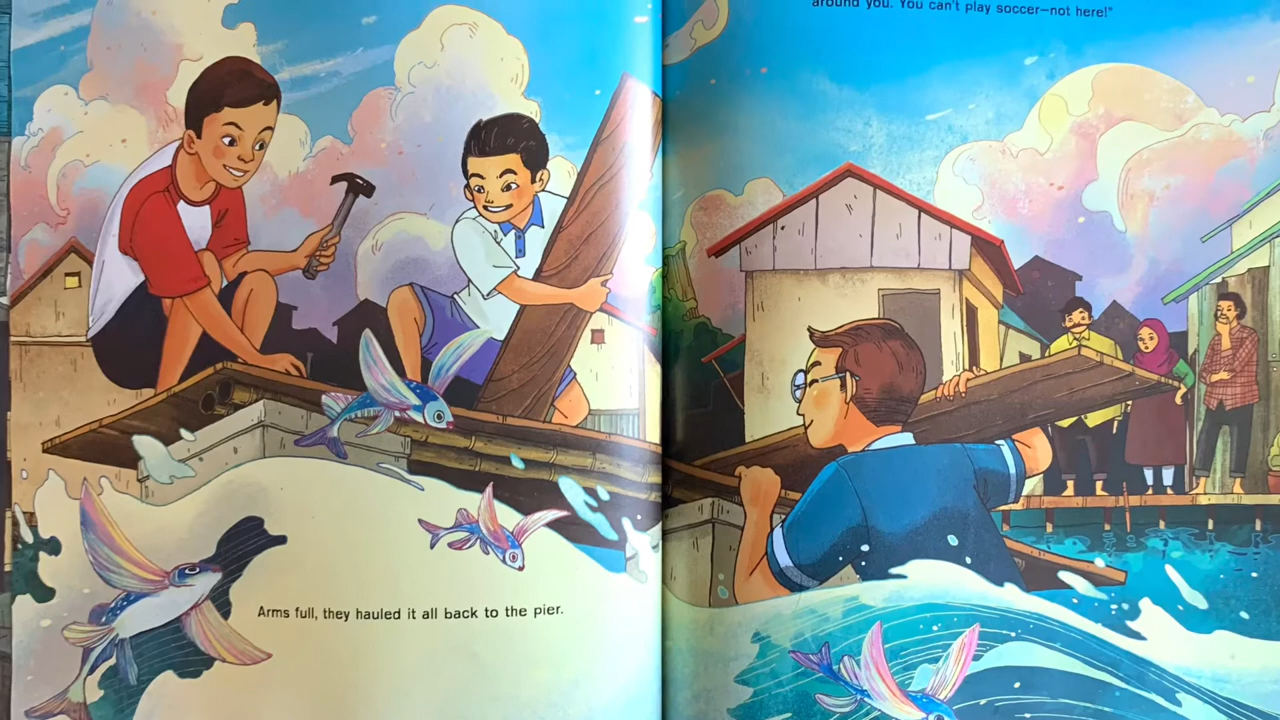 Arms full, they hauled it all back to the pier.
around you. You can't play soccer—not here!"